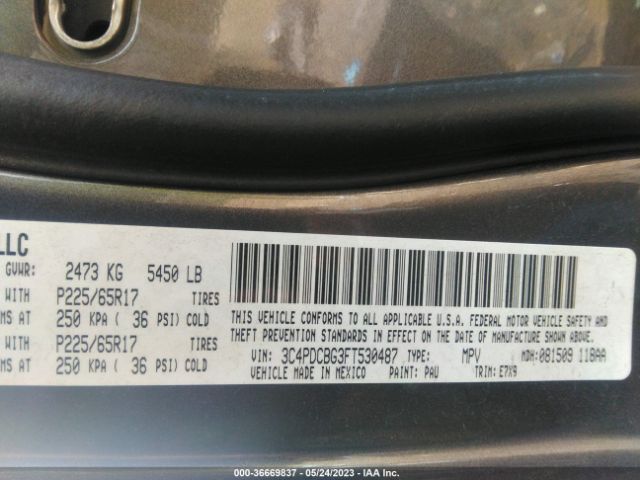 LLC
GVWR: 2473 KG 5450 LB
WITH P225/65R17 TIRES
MS AT 250 KPA ( 36 PSI) COLD
WITH P225/65R17 TIRES
MS AT 250 KPA ( 36 PSI) COLD
THIS VEHICLE CONFORMS TO ALL APPLICABLE U.S.A. FEDERAL MOTOR VEHICLE SAFETY AND
THEFT PREVENTION STANDARDS IN EFFECT ON THE DATE OF MANUFACTURE SHOWN ABOVE.
VIN: 3C4PDCBG3FT530487 TYPE: MPV MDH: 081509 118AA
VEHICLE MADE IN MEXICO PAINT: PAU TRIM: E7X9
000-36669837 - 05/24/2023 - IAA Inc.